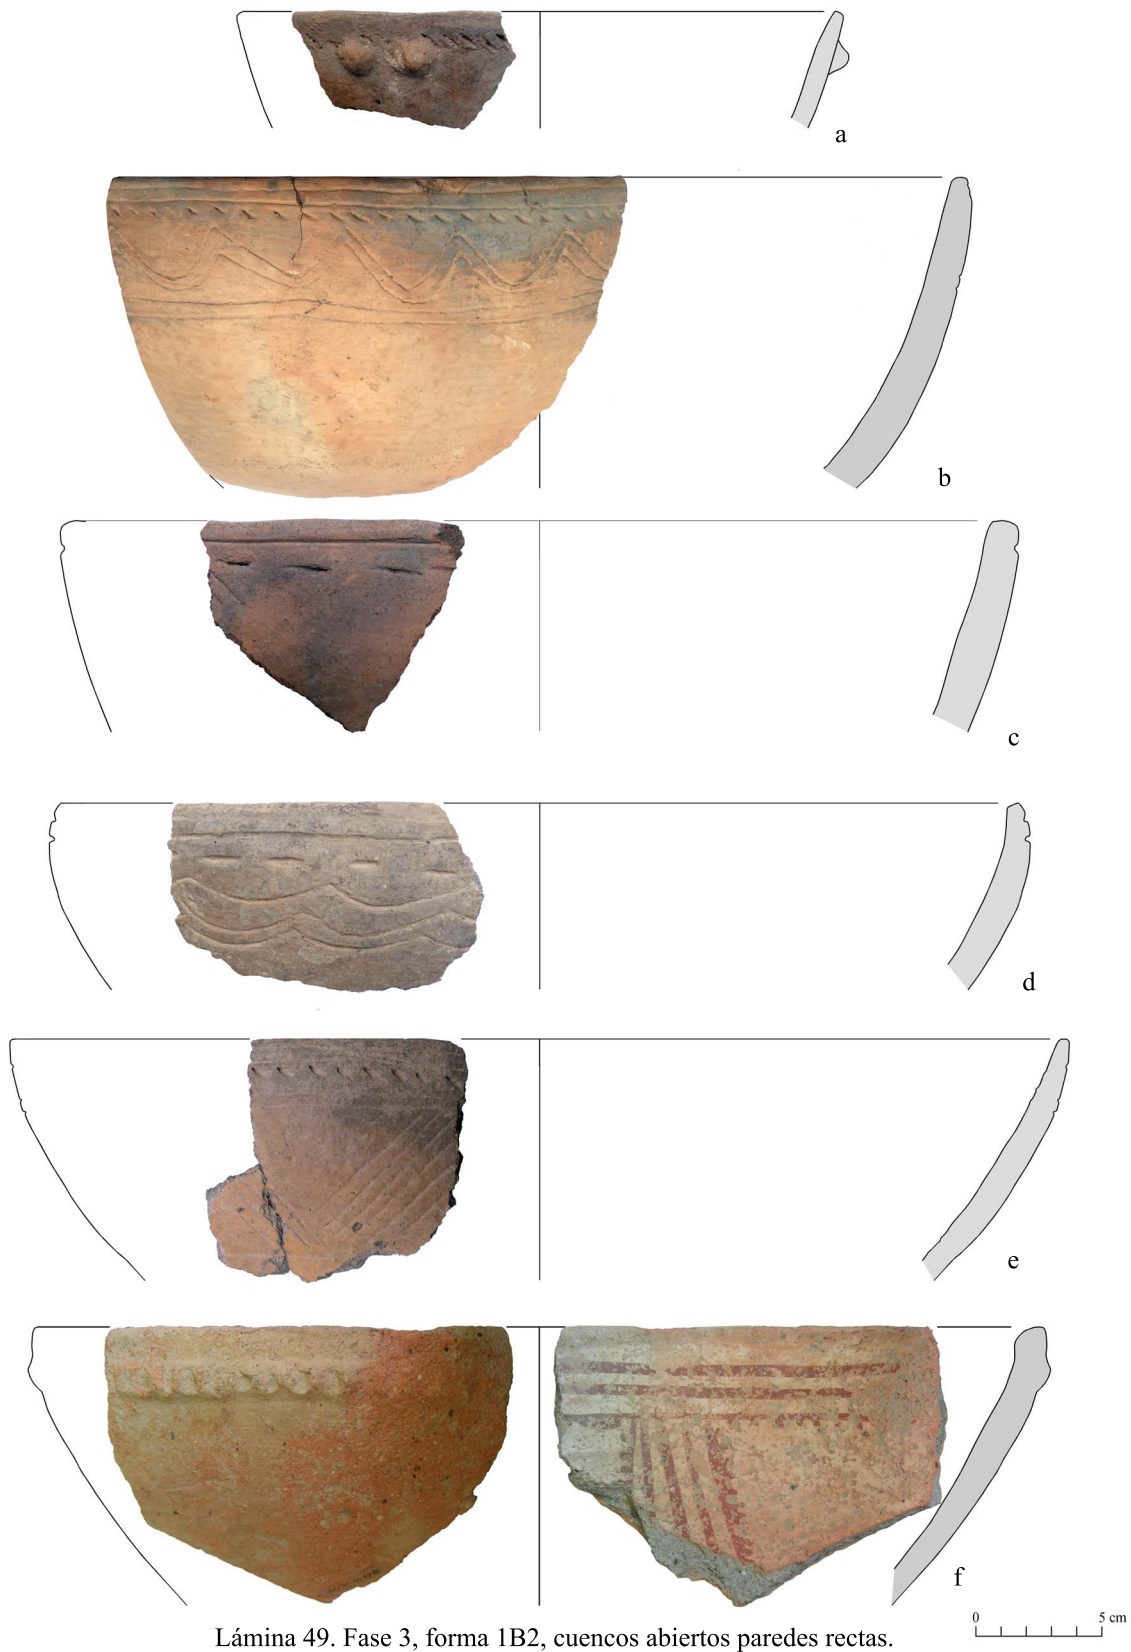 a
b
c
d
e
f
0 5 cm
Lámina 49. Fase 3, forma 1B2, cuencos abiertos paredes rectas.